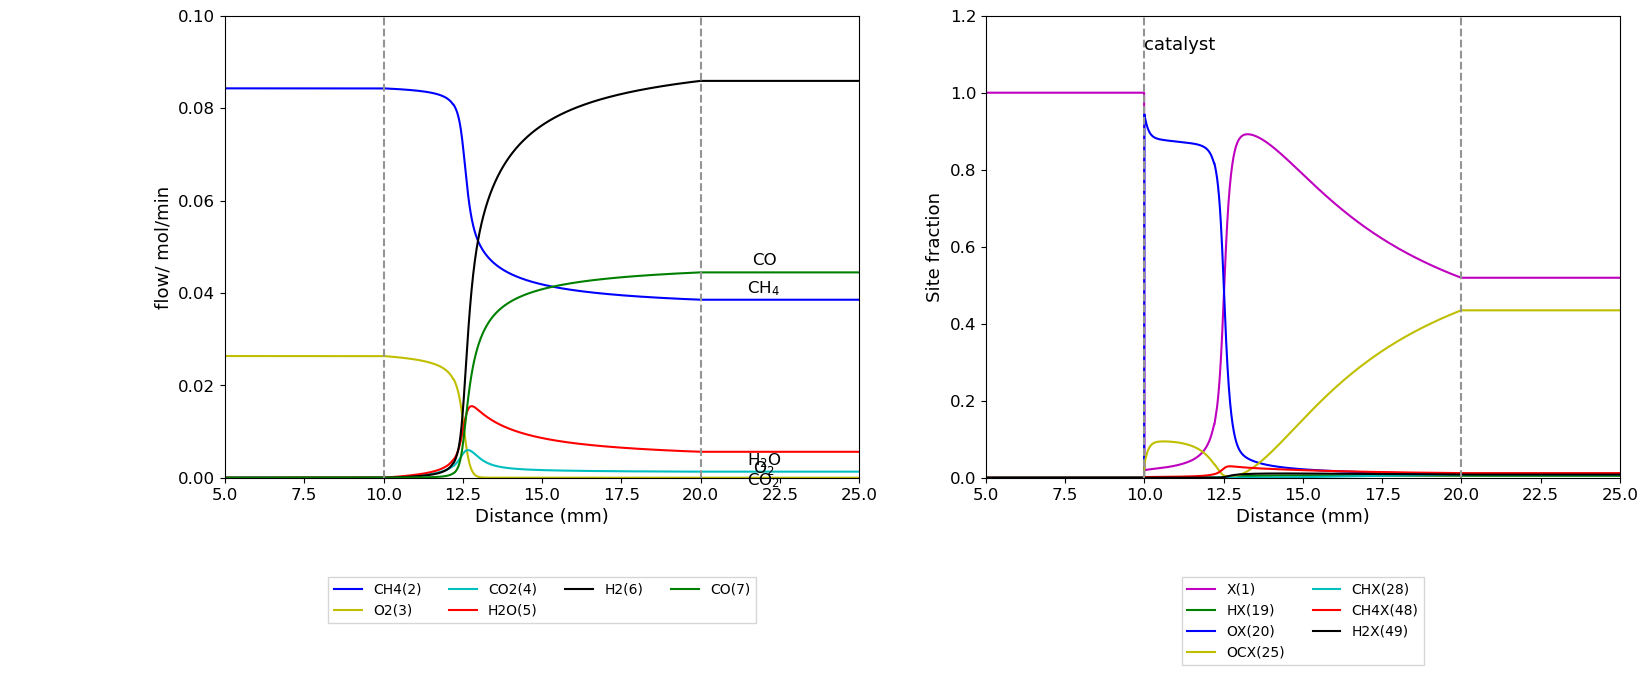 0.10
0.08
0.06
0.04
0.02
0.00
flow/ mol/min
CO
CH4
H2O
O2
CO2
5.0 7.5 10.0 12.5 15.0 17.5 20.0 22.5 25.0
Distance (mm)
CH4(2) CO2(4) H2(6) CO(7)
O2(3) H2O(5)
1.2
1.0
0.8
0.6
0.4
0.2
0.0
Site fraction
catalyst
5.0 7.5 10.0 12.5 15.0 17.5 20.0 22.5 25.0
Distance (mm)
X(1) CHX(28)
HX(19) CH4X(48)
OX(20) H2X(49)
OCX(25)